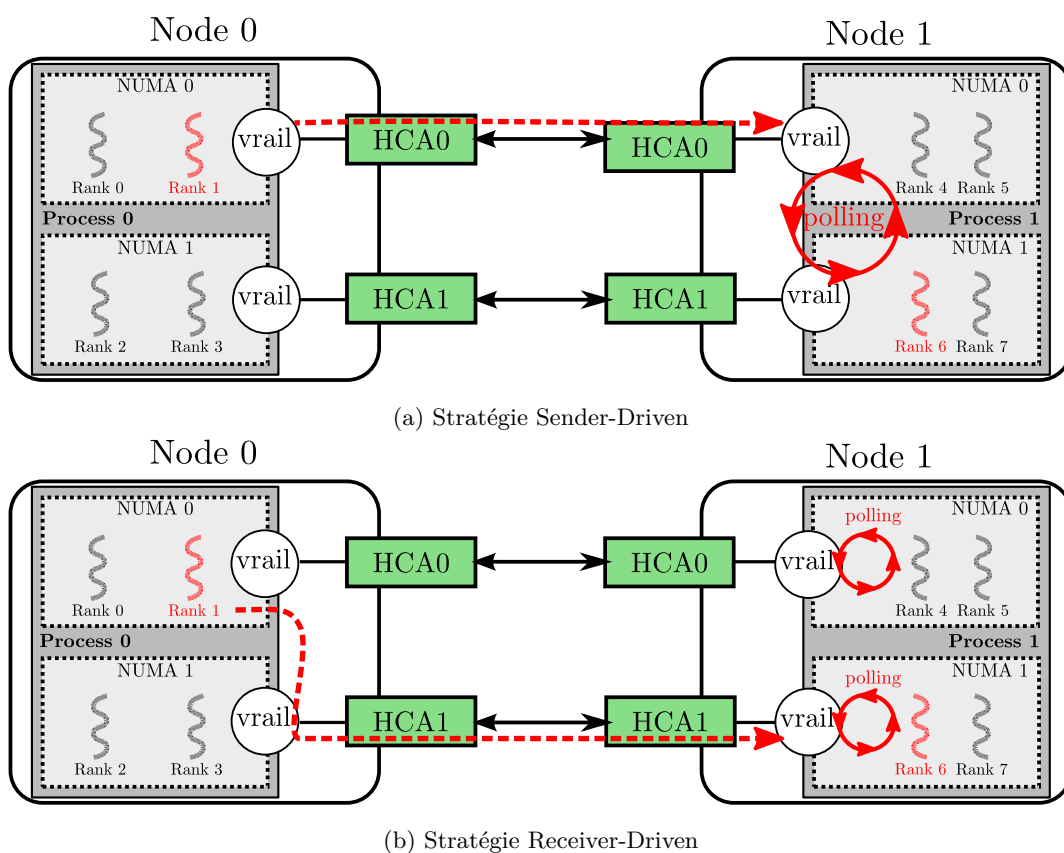 Node 0
Node 1
NUMA 0
NUMA 0
vrail
HCA0
HCA0
vrail
Rank 0
Rank 1
Rank 4
Rank 5
Process 0
polling
Process 1
NUMA 1
NUMA 1
vrail
HCA1
HCA1
vrail
Rank 2
Rank 3
Rank 6
Rank 7
(a) Stratégie Sender-Driven
Node 0
Node 1
NUMA 0
NUMA 0
polling
vrail
HCA0
HCA0
vrail
Rank 0
Rank 1
Rank 4
Rank 5
Process 0
Process 1
NUMA 1
NUMA 1
polling
vrail
HCA1
HCA1
vrail
Rank 2
Rank 3
Rank 6
Rank 7
(b) Stratégie Receiver-Driven